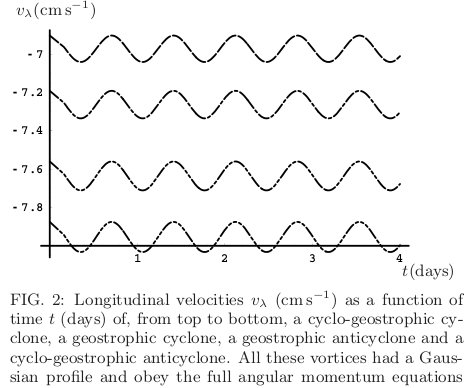 v_λ(cm s⁻¹)
-7
-7.2
-7.4
-7.6
-7.8
1 2 3 4
t(days)
FIG. 2: Longitudinal velocities v_λ (cm s⁻¹) as a function of
time t (days) of, from top to bottom, a cyclo-geostrophic cy-
clone, a geostrophic cyclone, a geostrophic anticyclone and a
cyclo-geostrophic anticyclone. All these vortices had a Gaus-
sian profile and obey the full angular momentum equations